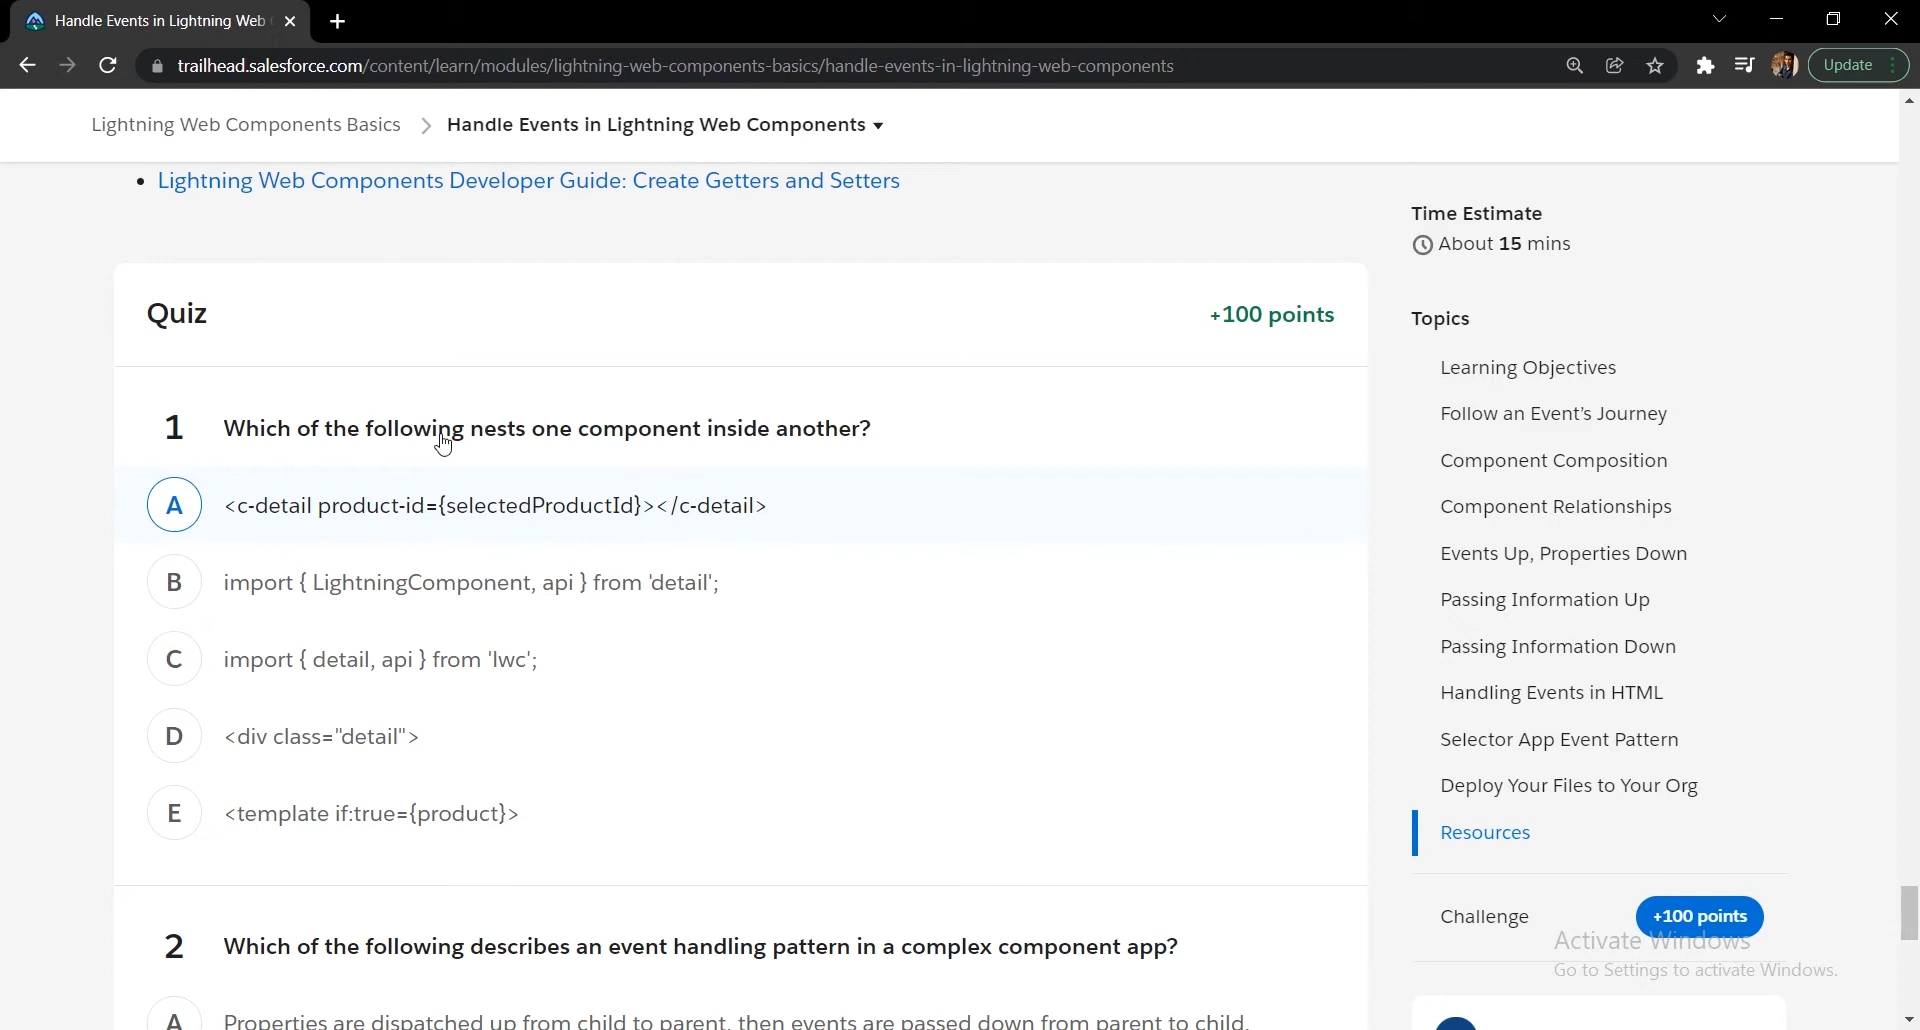 Handle Events in Lightning Web
trailhead.salesforce.com/content/learn/modules/lightning-web-components-basics/handle-events-in-lightning-web-components
Update
Lightning Web Components Basics
Handle Events in Lightning Web Components
• Lightning Web Components Developer Guide: Create Getters and Setters
Quiz
+100 points
1 Which of the following nests one component inside another?
A <c-detail product-id={selectedProductId}></c-detail>
B import { LightningComponent, api } from 'detail';
C import { detail, api } from 'lwc';
D <div class="detail">
E <template if:true={product}>
2 Which of the following describes an event handling pattern in a complex component app?
A Properties are dispatched up from child to parent, then events are passed down from parent to child.
Time Estimate
About 15 mins
Topics
Learning Objectives
Follow an Event's Journey
Component Composition
Component Relationships
Events Up, Properties Down
Passing Information Up
Passing Information Down
Handling Events in HTML
Selector App Event Pattern
Deploy Your Files to Your Org
Resources
Challenge
+100 points
Activate Windows
Go to Settings to activate Windows.